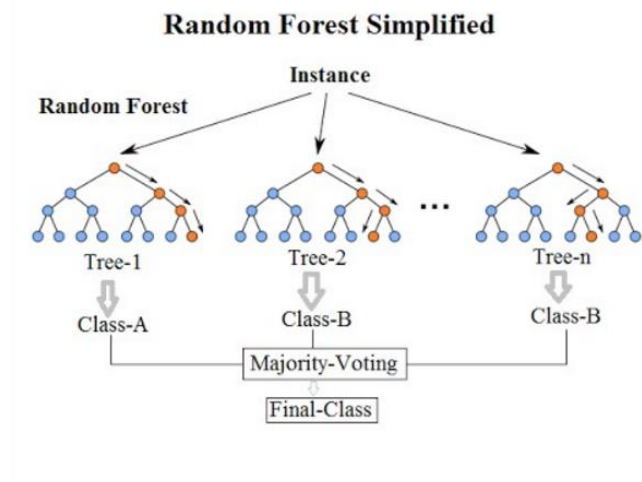 Random Forest Simplified
Instance
Random Forest
...
Tree-1
Tree-2
Tree-n
Class-A
Class-B
Class-B
Majority-Voting
Final-Class